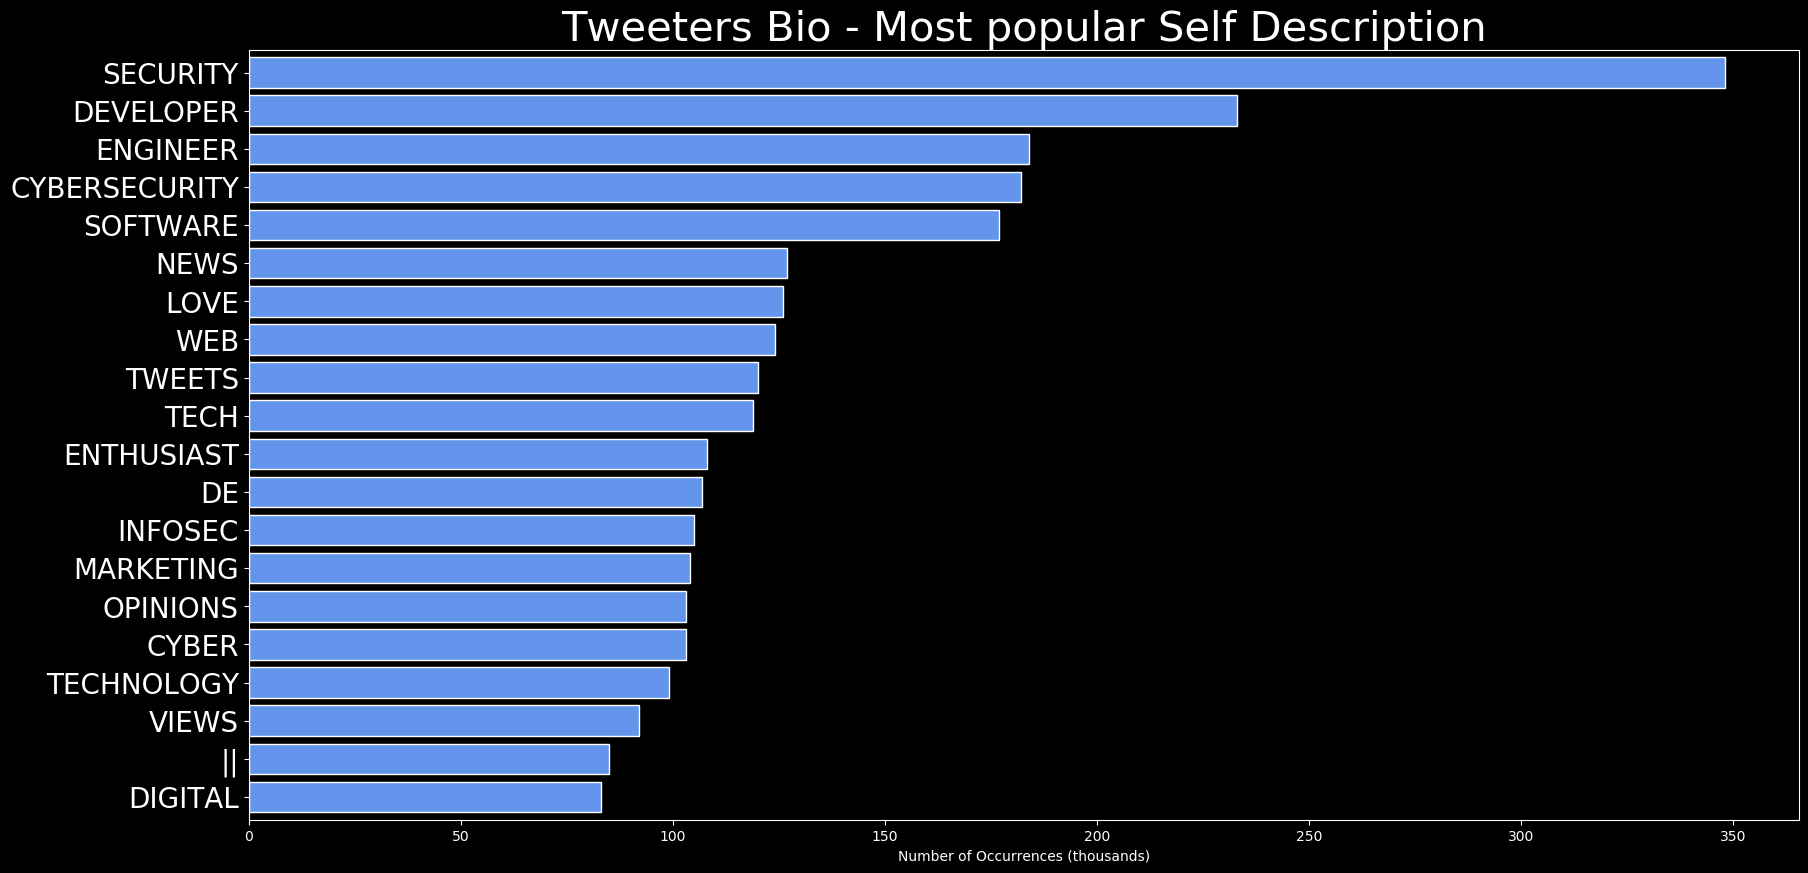 Tweeters Bio - Most popular Self Description
SECURITY
DEVELOPER
ENGINEER
CYBERSECURITY
SOFTWARE
NEWS
LOVE
WEB
TWEETS
TECH
ENTHUSIAST
DE
INFOSEC
MARKETING
OPINIONS
CYBER
TECHNOLOGY
VIEWS
||
DIGITAL
0 50 100 150 200 250 300 350
Number of Occurrences (thousands)